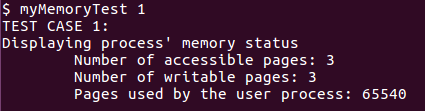 $ myMemoryTest 1
TEST CASE 1:
Displaying process' memory status
Number of accessible pages: 3
Number of writable pages: 3
Pages used by the user process: 65540